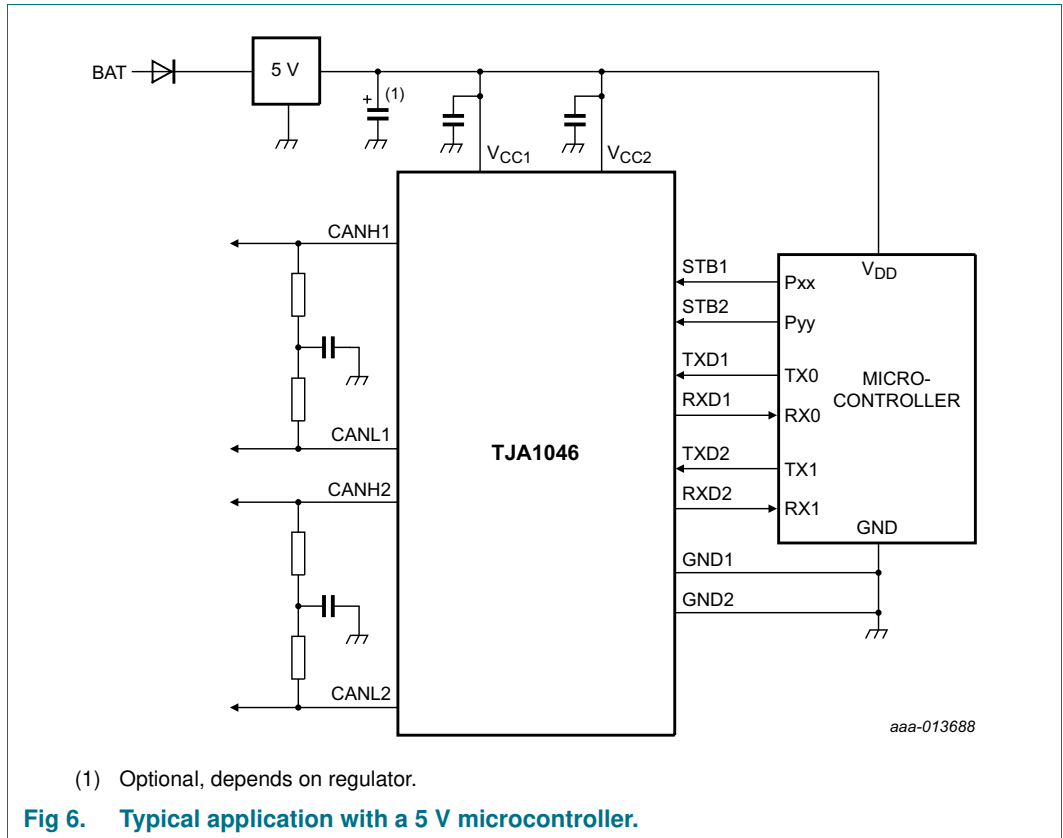 BAT
5 V
+
(1)
VCC1
VCC2
CANH1
CANL1
CANH2
CANL2
TJA1046
STB1
STB2
TXD1
RXD1
TXD2
RXD2
GND1
GND2
VDD
Pxx
Pyy
TX0
RX0
TX1
RX1
MICRO-
CONTROLLER
GND
aaa-013688
(1) Optional, depends on regulator.
Fig 6. Typical application with a 5 V microcontroller.